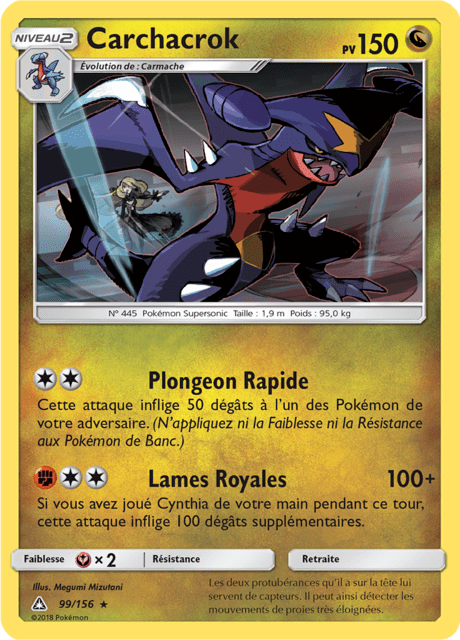 NIVEAU2
Carchacrok
PV150
Évolution de : Carmache
Nº 445 Pokémon Supersonic Taille : 1,9 m Poids : 95,0 kg
Plongeon Rapide
Cette attaque inflige 50 dégâts à l'un des Pokémon de
votre adversaire. (N'appliquez ni la Faiblesse ni la Résistance
aux Pokémon de Banc.)
Lames Royales 100+
Si vous avez joué Cynthia de votre main pendant ce tour,
cette attaque inflige 100 dégâts supplémentaires.
Faiblesse ×2 Résistance Retraite
Illus. Megumi Mizutani
99/156 ★
©2018 Pokémon
Les deux protubérances qu'il a sur la tête lui
servent de capteurs. Il peut ainsi détecter les
mouvements de proies très éloignées.